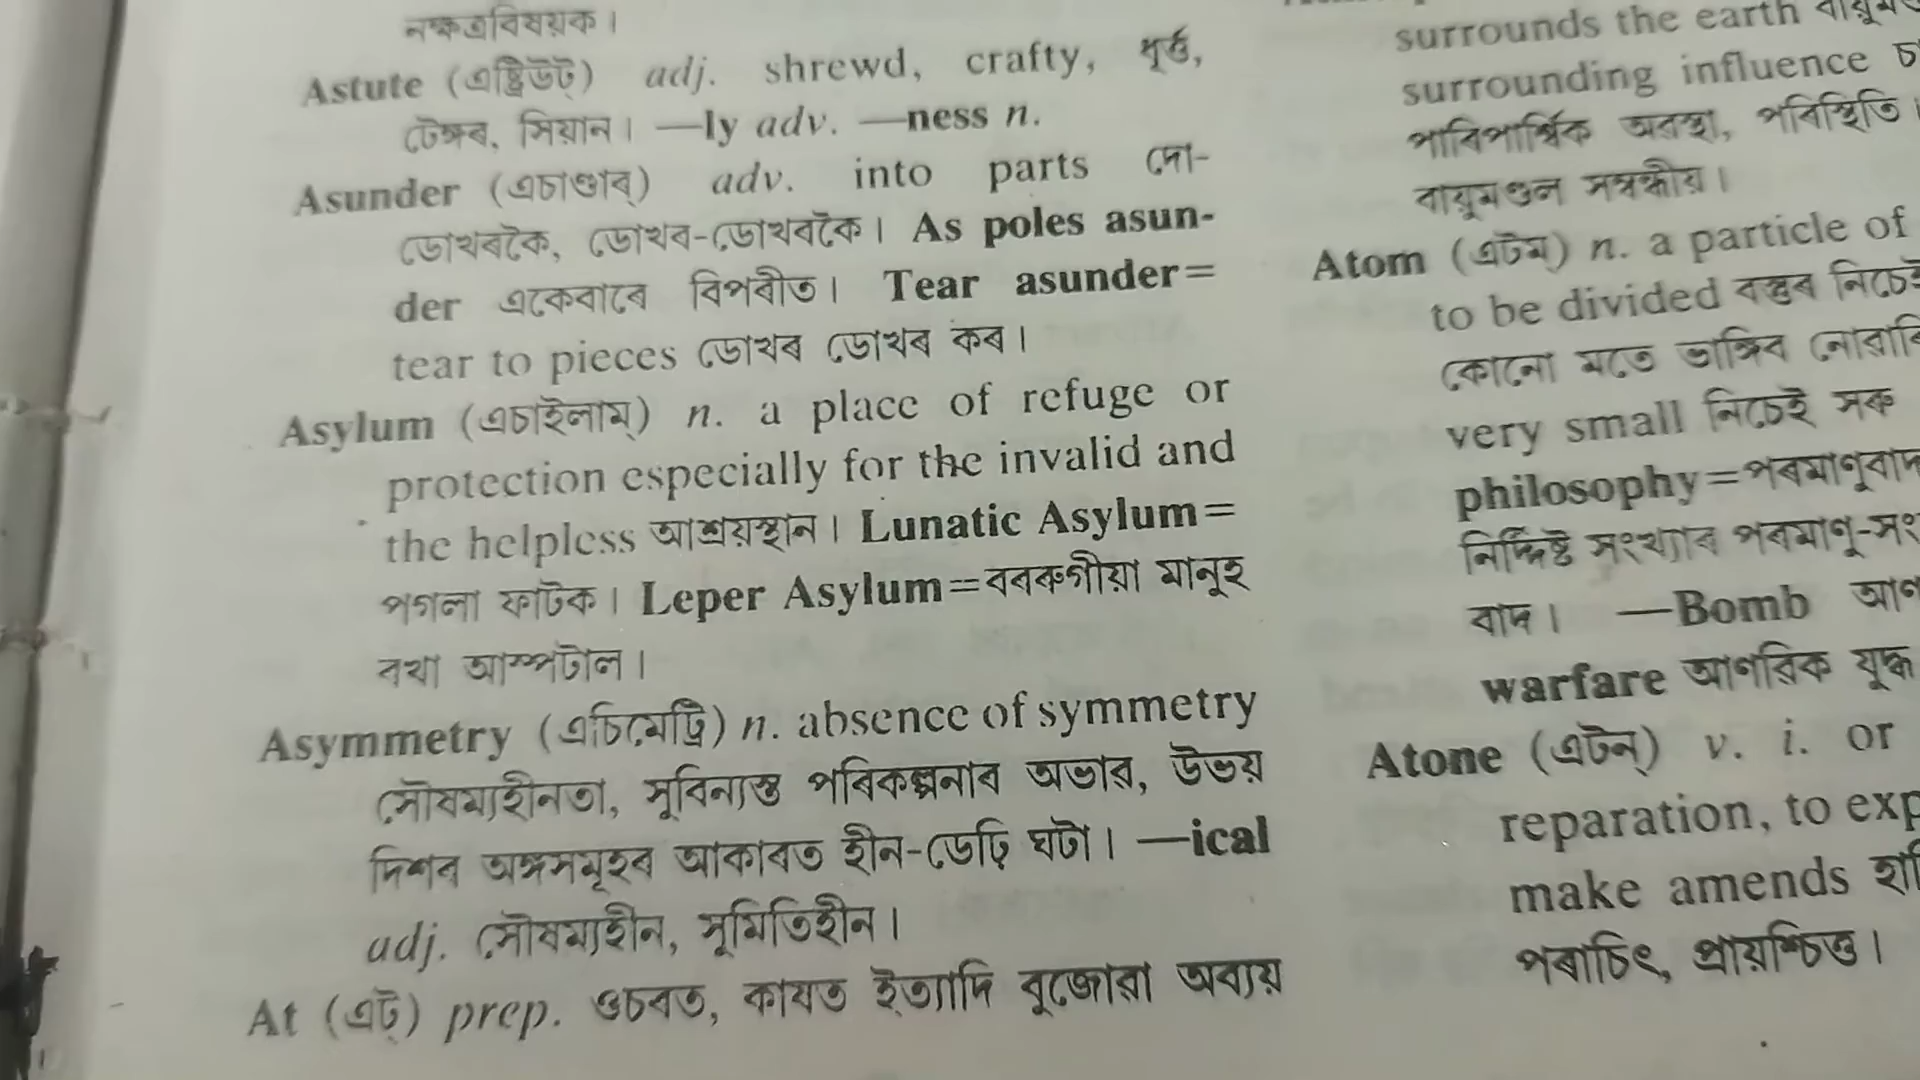 নক্ষত্ৰবিষয়ক।
Astute (এষ্টিউট্) adj. shrewd, crafty, ধূৰ্ত্ত,
টেঙ্গৰ, সিয়ান। —ly adv. —ness n.
Asunder (এচাণ্ডাৰ্) adv. into parts দো-
ডোখৰকৈ, ডোখৰ-ডোখৰকৈ। As poles asun-
der একেবাৰে বিপৰীত। Tear asunder=
tear to pieces ডোখৰ ডোখৰ কৰ।
Asylum (এচাইলাম্) n. a place of refuge or
protection especially for the invalid and
the helpless আশ্ৰয়স্থান। Lunatic Asylum=
পগলা ফাটক। Leper Asylum=বৰৰুগীয়া মানুহ
ৰখা আস্পটাল।
Asymmetry (এচিমেট্ৰি) n. absence of symmetry
সৌষম্যহীনতা, সুবিন্যস্ত পৰিকল্পনাৰ অভাৱ, উভয়
দিশৰ অঙ্গসমূহৰ আকাৰত হীন-ডেঢ়ি ঘটা। —ical
adj. সৌষম্যহীন, সুমিতিহীন।
At (এট্) prep. ওচৰত, কাষত ই্ত্যাদি বুজোৱা অব্যয়
surrounds the earth
surrounding influence
পাৰিপাৰ্শ্বিক অৱস্থা, পৰিস্থিতি।
বায়ুমণ্ডল সম্বন্ধীয়।
Atom (এটম্) n. a particle of
to be divided বস্তুৰ
কোনো মতে ভাঙ্গিব
very small নিচেই সৰু
philosophy=পৰমাণুবাদ
নিৰ্দ্দিষ্ট সংখ্যাৰ পৰমাণু-
বাদ। —Bomb
warfare আণৱিক যুদ্ধ
Atone (এটন্) v. i. or
reparation, to
make amends
পৰাচিৎ, প্ৰায়শ্চিত্ত।